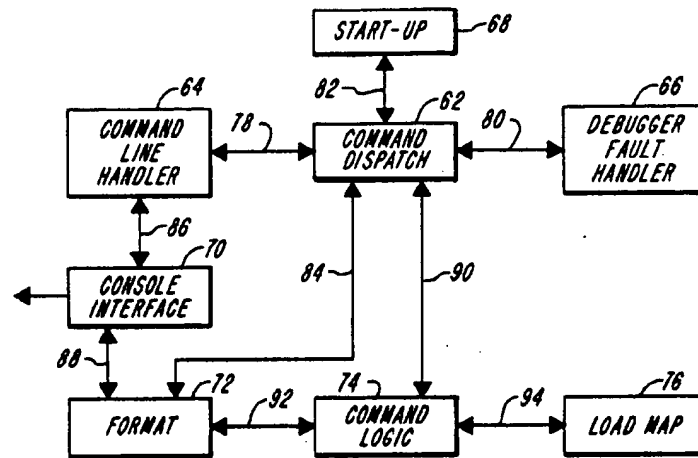 START-UP
68
82
64
62
66
COMMAND
LINE
HANDLER
78
COMMAND
DISPATCH
80
DEBUGGER
FAULT
HANDLER
86
70
CONSOLE
INTERFACE
84
90
88
72
74
76
FORMAT
92
COMMAND
LOGIC
94
LOAD MAP